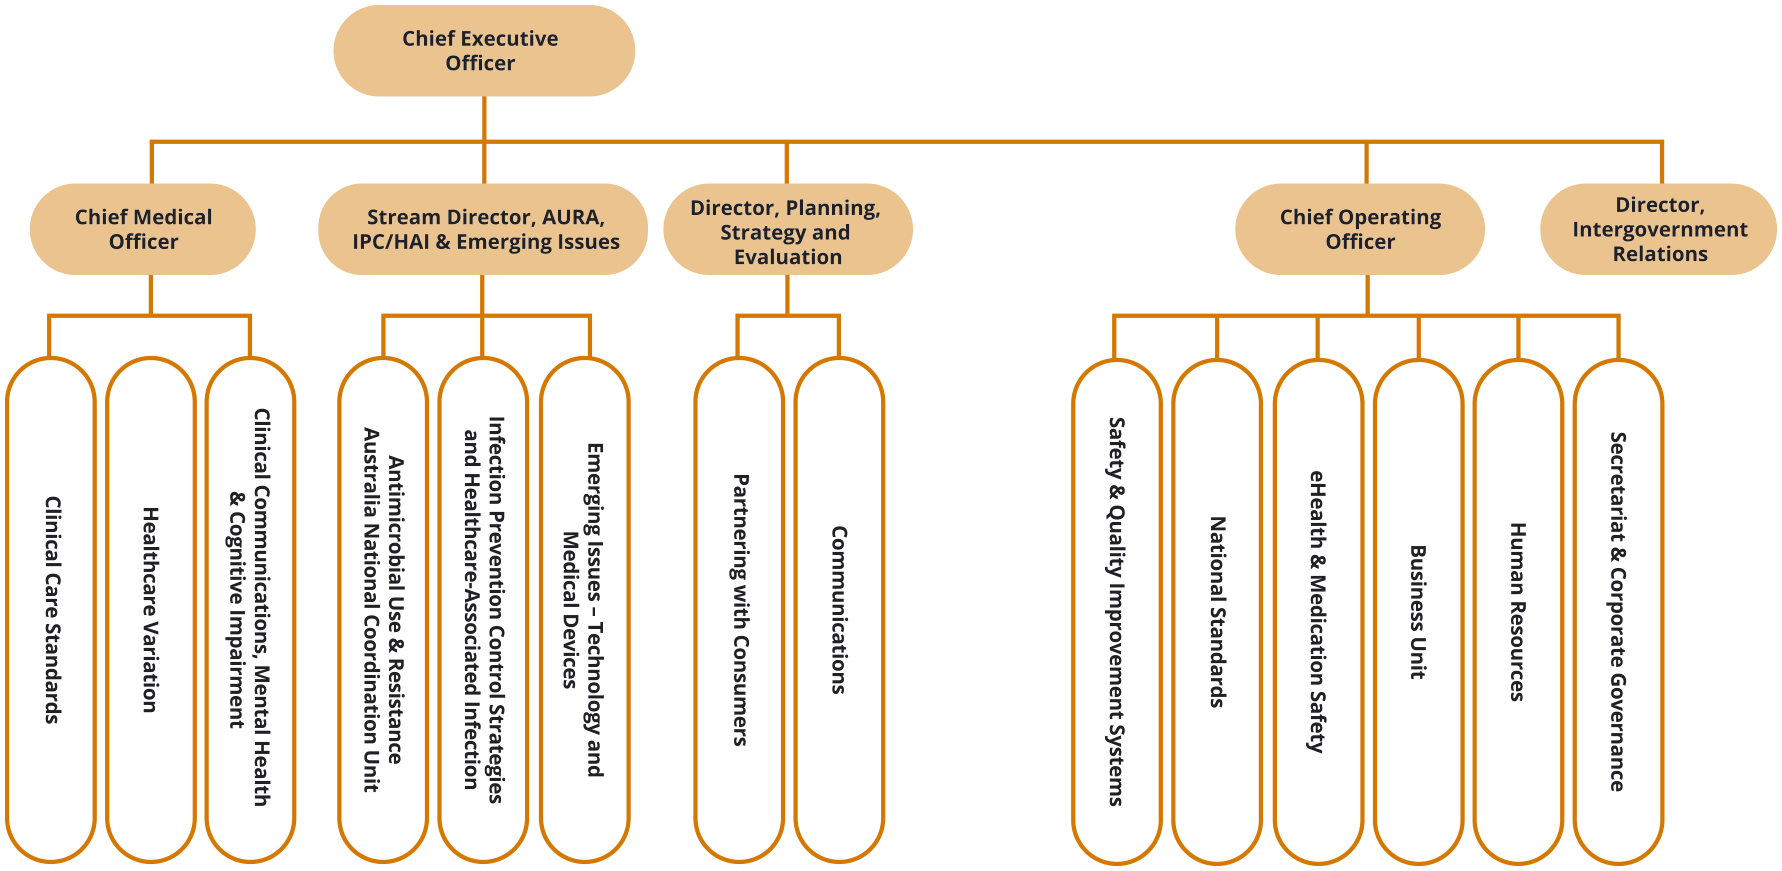 Chief Executive
Officer
Chief Medical
Officer
Stream Director, AURA,
IPC/HAI & Emerging Issues
Director, Planning,
Strategy and
Evaluation
Chief Operating
Officer
Director,
Intergovernment
Relations
Clinical Care Standards
Healthcare Variation
Clinical Communications, Mental Health
& Cognitive Impairment
Antimicrobial Use & Resistance
Australia National Coordination Unit
Infection Prevention Control Strategies
and Healthcare-Associated Infection
Emerging Issues – Technology and
Medical Devices
Partnering with Consumers
Communications
Safety & Quality Improvement Systems
National Standards
eHealth & Medication Safety
Business Unit
Human Resources
Secretariat & Corporate Governance